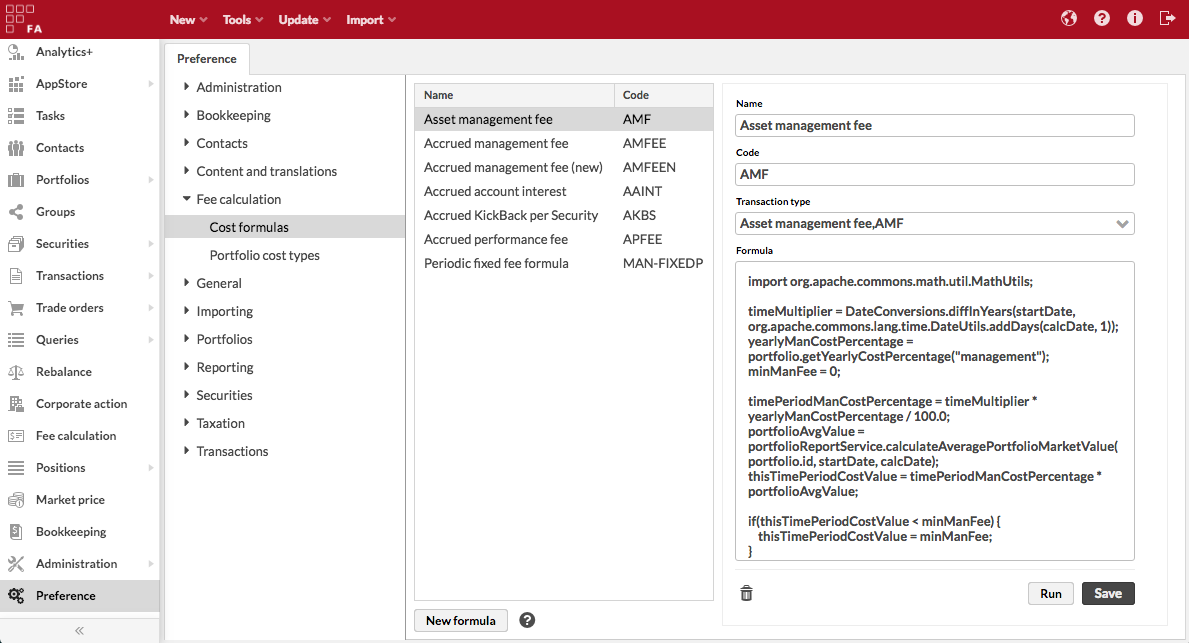 FA
New
Tools
Update
Import
Analytics+
AppStore
Tasks
Contacts
Portfolios
Groups
Securities
Transactions
Trade orders
Queries
Rebalance
Corporate action
Fee calculation
Positions
Market price
Bookkeeping
Administration
Preference
«
Preference
Administration
Bookkeeping
Contacts
Content and translations
Fee calculation
Cost formulas
Portfolio cost types
General
Importing
Portfolios
Reporting
Securities
Taxation
Transactions
Name Code
Asset management fee AMF
Accrued management fee AMFEE
Accrued management fee (new) AMFEEN
Accrued account interest AAINT
Accrued KickBack per Security AKBS
Accrued performance fee APFEE
Periodic fixed fee formula MAN-FIXEDP
New formula
?
Name
Asset management fee
Code
AMF
Transaction type
Asset management fee,AMF
Formula
import org.apache.commons.math.util.MathUtils;
timeMultiplier = DateConversions.diffInYears(startDate,
org.apache.commons.lang.time.DateUtils.addDays(calcDate, 1));
yearlyManCostPercentage =
portfolio.getYearlyCostPercentage("management");
minManFee = 0;
timePeriodManCostPercentage = timeMultiplier *
yearlyManCostPercentage / 100.0;
portfolioAvgValue =
portfolioReportService.calculateAveragePortfolioMarketValue(
portfolio.id, startDate, calcDate);
thisTimePeriodCostValue = timePeriodManCostPercentage *
portfolioAvgValue;
if(thisTimePeriodCostValue < minManFee) {
thisTimePeriodCostValue = minManFee;
}
Run
Save